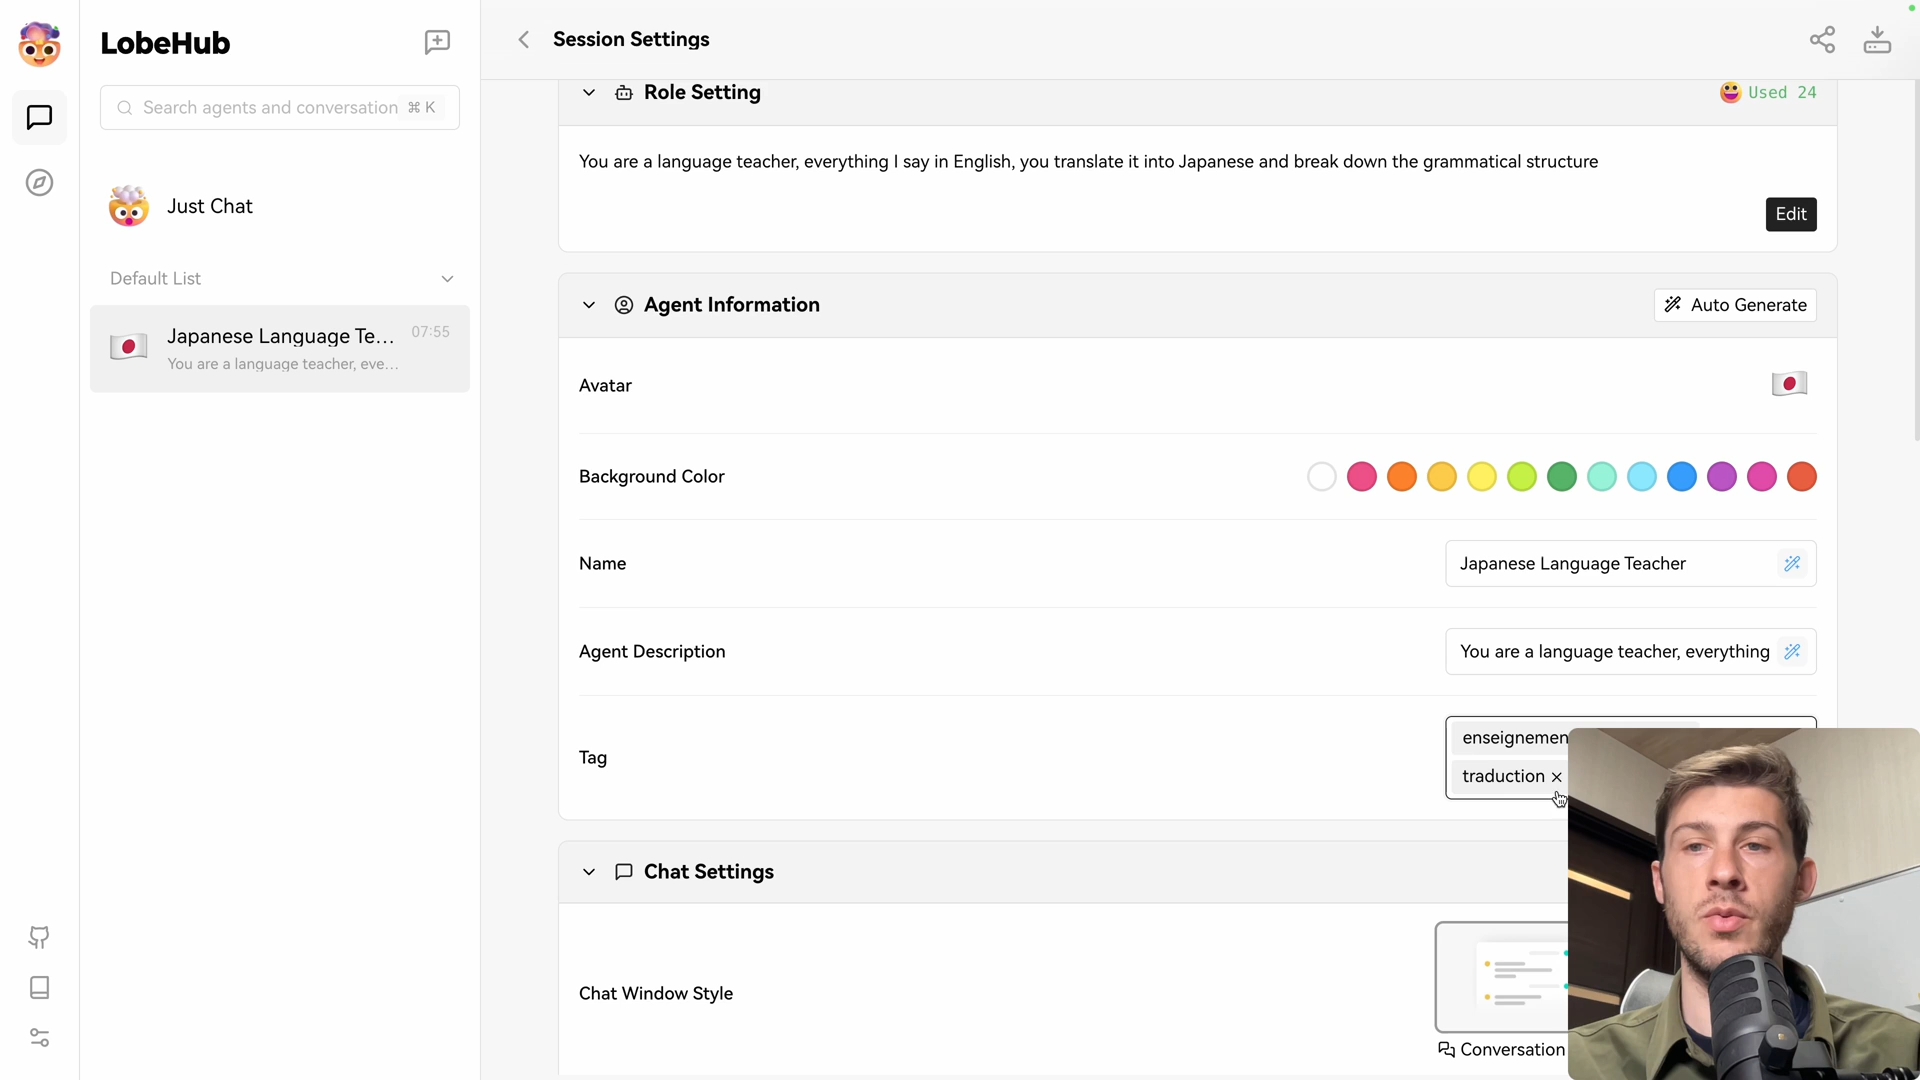 LobeHub
Search agents and conversation ⌘ K
Just Chat
Default List
Japanese Language Te... 07:55
You are a language teacher, eve...
Session Settings
Role Setting
Used 24
You are a language teacher, everything I say in English, you translate it into Japanese and break down the grammatical structure
Edit
Agent Information
Auto Generate
Avatar
Background Color
Name
Japanese Language Teacher
Agent Description
You are a language teacher, everything
Tag
enseignemen
traduction ×
Chat Settings
Chat Window Style
Conversation